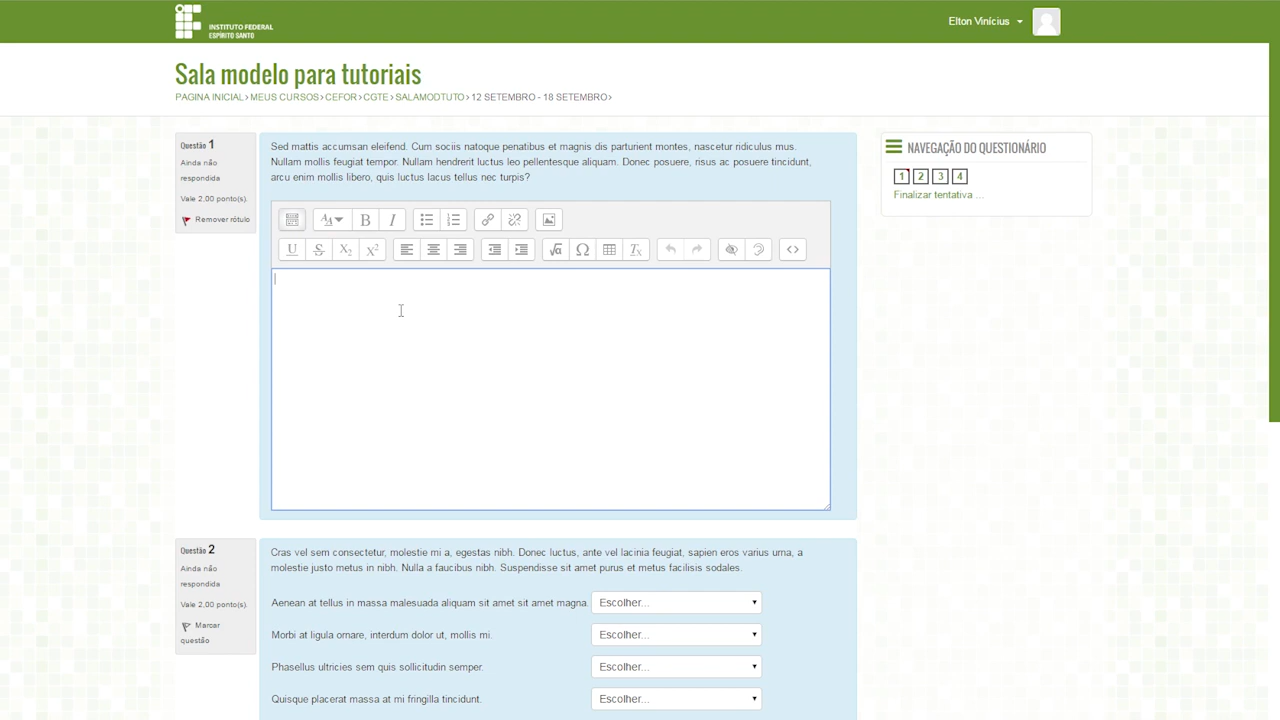 INSTITUTO FEDERAL
ESPÍRITO SANTO
Elton Vinícius
Sala modelo para tutoriais
PAGINA INICIAL › MEUS CURSOS › CEFOR › CGTE › SALAMODTUTO › 12 SETEMBRO - 18 SETEMBRO ›
Questão 1
Ainda não
respondida
Vale 2,00 ponto(s).
Remover rótulo
Sed mattis accumsan eleifend. Cum sociis natoque penatibus et magnis dis parturient montes, nascetur ridiculus mus.
Nullam mollis feugiat tempor. Nullam hendrerit luctus leo pellentesque aliquam. Donec posuere, risus ac posuere tincidunt,
arcu enim mollis libero, quis luctus lacus tellus nec turpis?
NAVEGAÇÃO DO QUESTIONÁRIO
1 2 3 4
Finalizar tentativa ...
Questão 2
Ainda não
respondida
Vale 2,00 ponto(s).
Marcar
questão
Cras vel sem consectetur, molestie mi a, egestas nibh. Donec luctus, ante vel lacinia feugiat, sapien eros varius urna, a
molestie justo metus in nibh. Nulla a faucibus nibh. Suspendisse sit amet purus et metus facilisis sodales.
Aenean at tellus in massa malesuada aliquam sit amet sit amet magna. Escolher...
Morbi at ligula ornare, interdum dolor ut, mollis mi. Escolher...
Phasellus ultricies sem quis sollicitudin semper. Escolher...
Quisque placerat massa at mi fringilla tincidunt. Escolher...